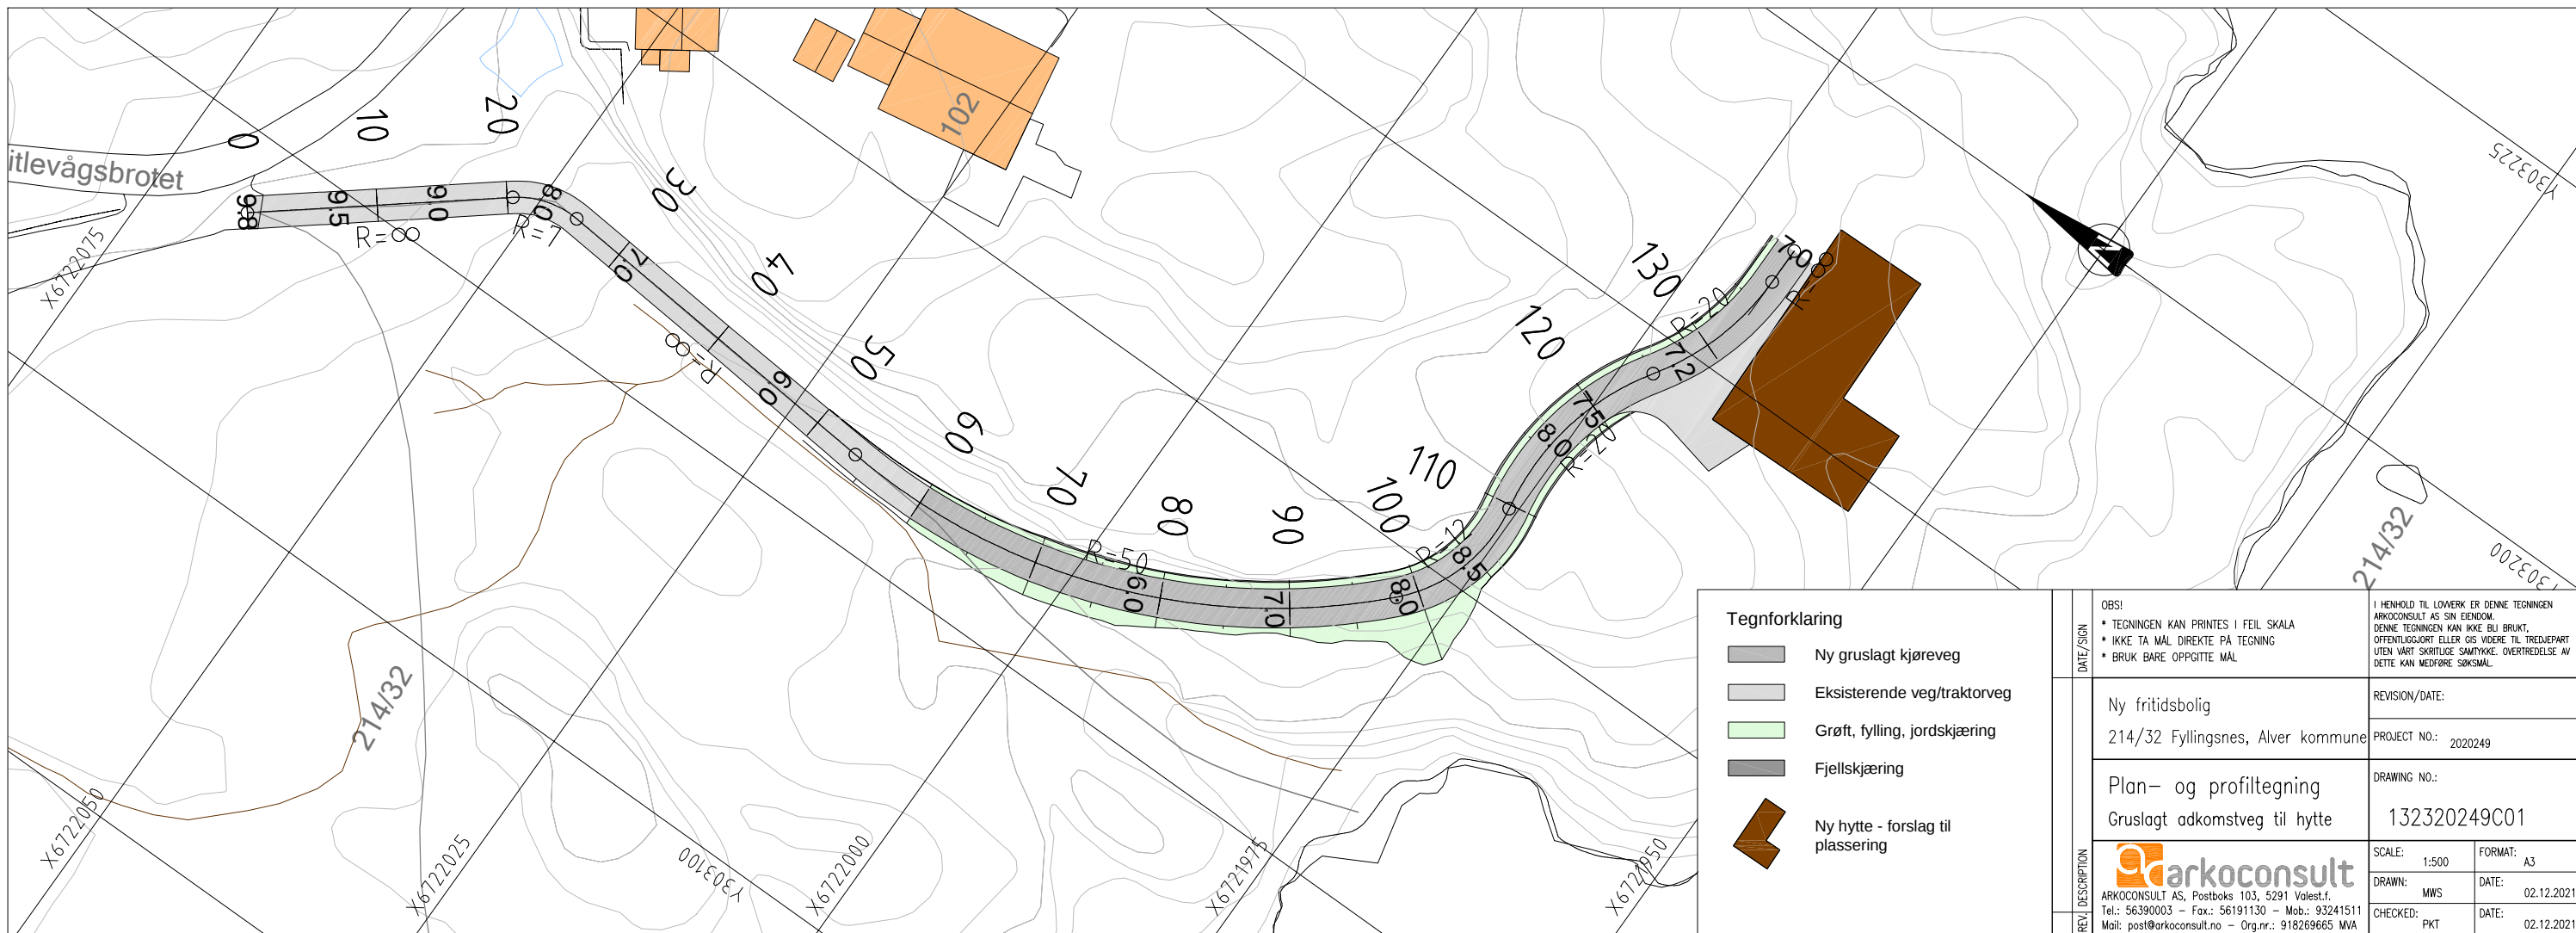 itlevågsbrotet
0
10
20
30
40
50
60
70
80
90
100
110
120
130
9.8
9.5
9.0
8.0
7.0
6.0
6.0
7.0
8.0
8.5
8.0
7.5
7.2
7.0
R=∞
R=∞
R=50
R=12
R=20
R=20
102
214/32
214/32
X6722075
X6722050
X6722025
X6722000
X6721975
X6721950
Y303100
Y303200
Y303225
N
Tegnforklaring
Ny gruslagt kjøreveg
Eksisterende veg/traktorveg
Grøft, fylling, jordskjæring
Fjellskjæring
Ny hytte - forslag til
plassering
DATE/SIGN
REV. DESCRIPTION
OBS!
* TEGNINGEN KAN PRINTES I FEIL SKALA
* IKKE TA MÅL DIREKTE PÅ TEGNING
* BRUK BARE OPPGITTE MÅL
I HENHOLD TIL LOVVERK ER DENNE TEGNINGEN
ARKOCONSULT AS SIN EIENDOM.
DENNE TEGNINGEN KAN IKKE BLI BRUKT,
OFFENTLIGGJORT ELLER GIS VIDERE TIL TREDJEPART
UTEN VÅRT SKRITLIGE SAMTYKKE. OVERTREDELSE AV
DETTE KAN MEDFØRE SØKSMÅL.
Ny fritidsbolig
214/32 Fyllingsnes, Alver kommune
REVISION/DATE:
PROJECT NO.: 2020249
Plan- og profiltegning
Gruslagt adkomstveg til hytte
DRAWING NO.:
132320249C01
arkoconsult
ARKOCONSULT AS, Postboks 103, 5291 Valest.f.
Tel.: 56390003 - Fax.: 56191130 - Mob.: 93241511
Mail: post@arkoconsult.no - Org.nr.: 918269665 MVA
SCALE: 1:500
FORMAT: A3
DRAWN: MWS
DATE: 02.12.2021
CHECKED: PKT
DATE: 02.12.2021